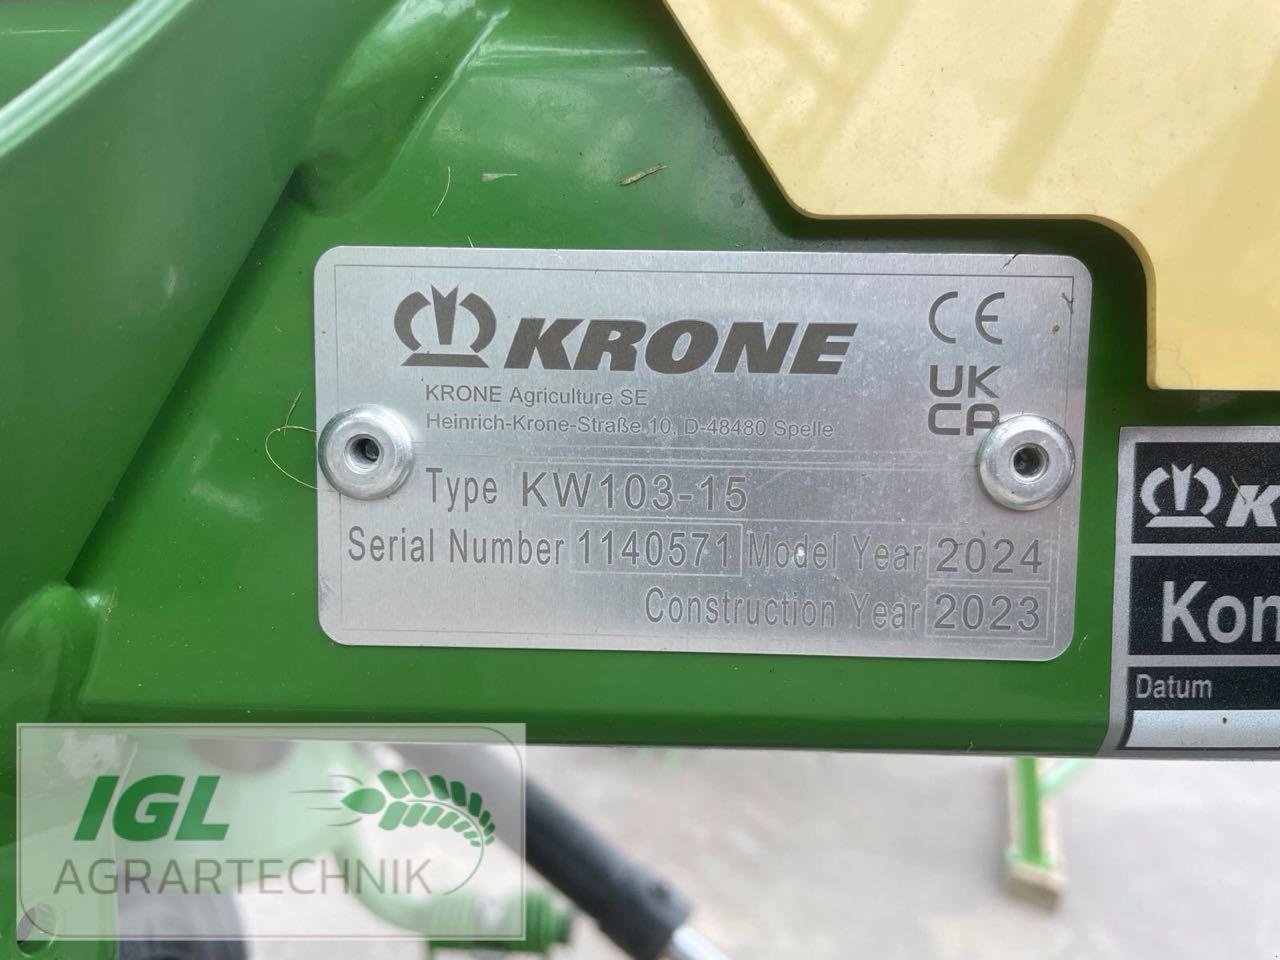 KRONE
CE
KRONE Agriculture SE
UK
CA
Heinrich-Krone-Straße 10, D-48480 Spelle
Type KW103-15
Serial Number 1140571 Model Year 2024
Construction Year 2023
Kon
Datum
IGL
AGRARTECHNIK